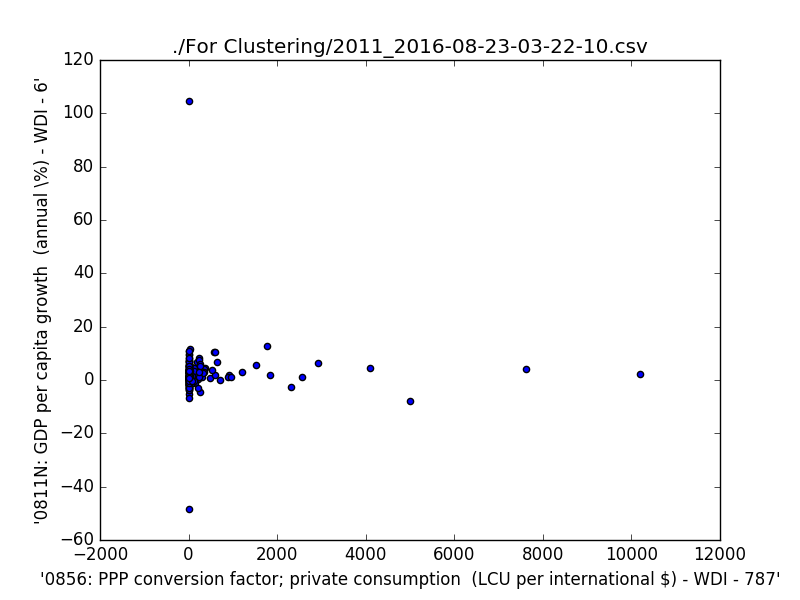 ./For Clustering/2011_2016-08-23-03-22-10.csv
120
100
80
60
40
20
0
−20
−40
−60
'0811N: GDP per capita growth  (annual \%) - WDI - 6'
−2000 0 2000 4000 6000 8000 10000 12000
'0856: PPP conversion factor; private consumption  (LCU per international $) - WDI - 787'